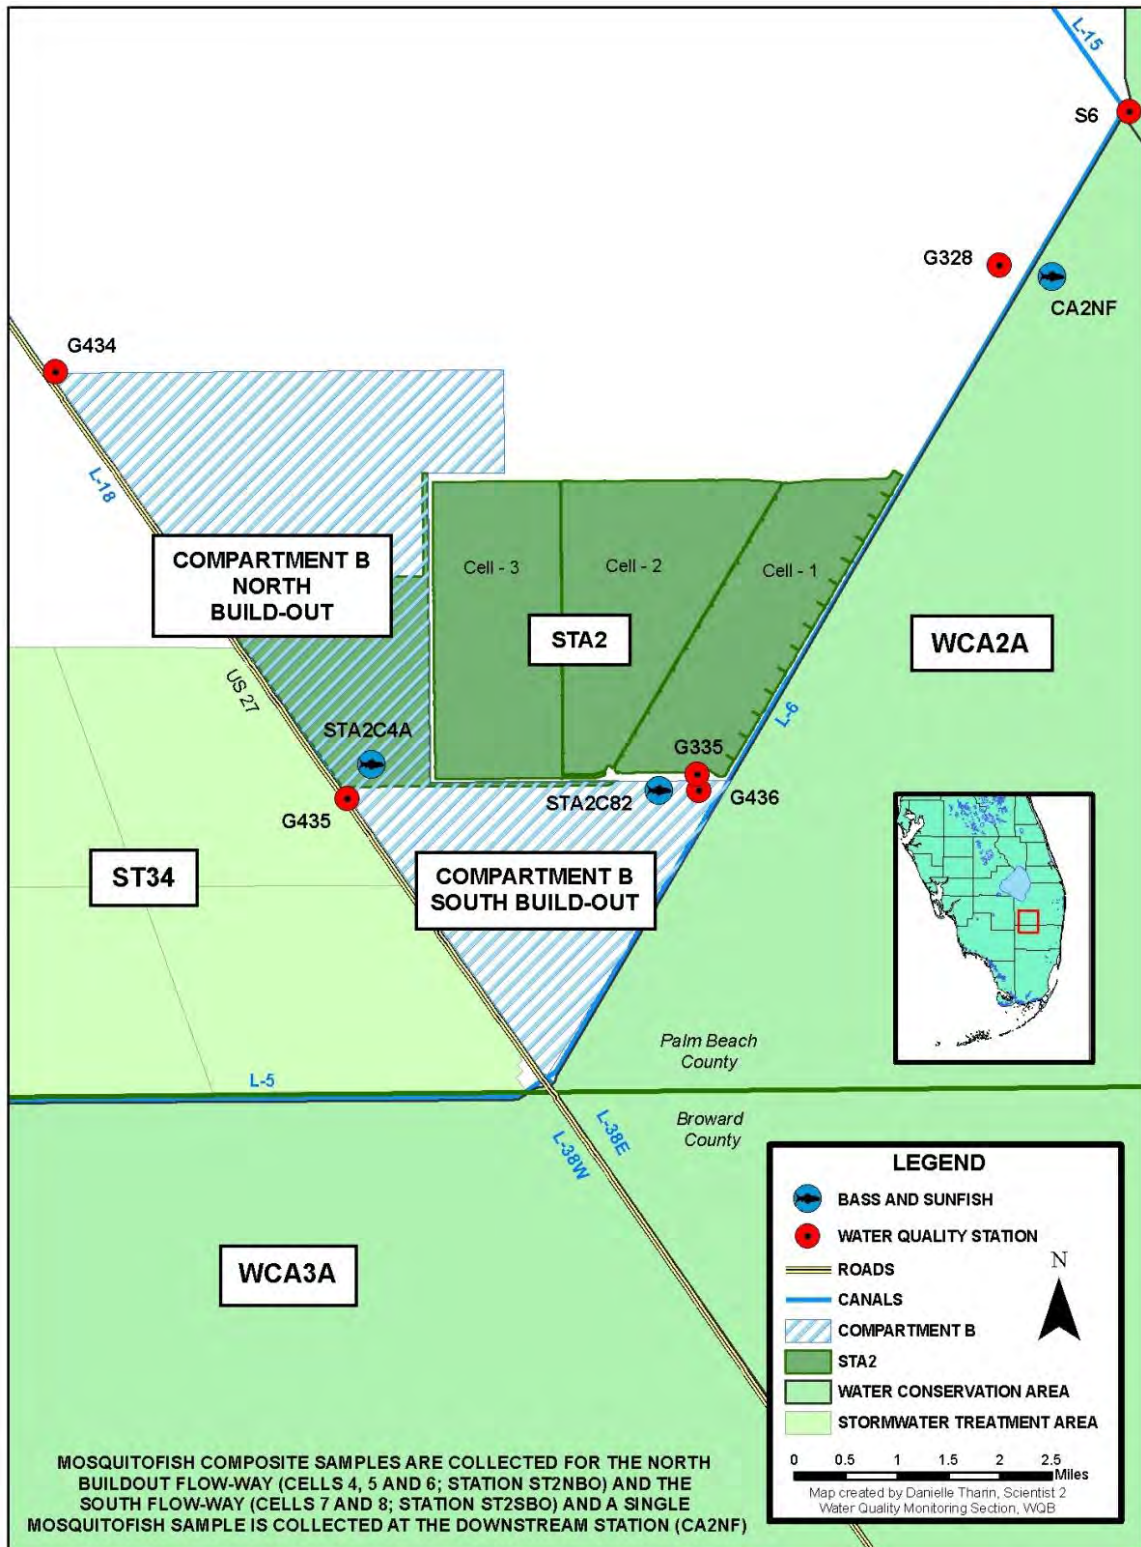 L-15
S6
G328
CA2NF
G434
L-18
COMPARTMENT B
NORTH
BUILD-OUT
Cell - 3
Cell - 2
Cell - 1
STA2
WCA2A
US 27
STA2C4A
L-6
G335
STA2C82
G436
G435
ST34
COMPARTMENT B
SOUTH BUILD-OUT
Palm Beach
County
L-5
Broward
County
L-38E
L-38W
WCA3A
LEGEND
BASS AND SUNFISH
WATER QUALITY STATION
ROADS
N
CANALS
COMPARTMENT B
STA2
WATER CONSERVATION AREA
STORMWATER TREATMENT AREA
0 0.5 1 1.5 2 2.5
Miles
Map created by Danielle Tharin, Scientist 2
Water Quality Monitoring Section, WQB
MOSQUITOFISH COMPOSITE SAMPLES ARE COLLECTED FOR THE NORTH
BUILDOUT FLOW-WAY (CELLS 4, 5 AND 6; STATION ST2NBO) AND THE
SOUTH FLOW-WAY (CELLS 7 AND 8; STATION ST2SBO) AND A SINGLE
MOSQUITOFISH SAMPLE IS COLLECTED AT THE DOWNSTREAM STATION (CA2NF)